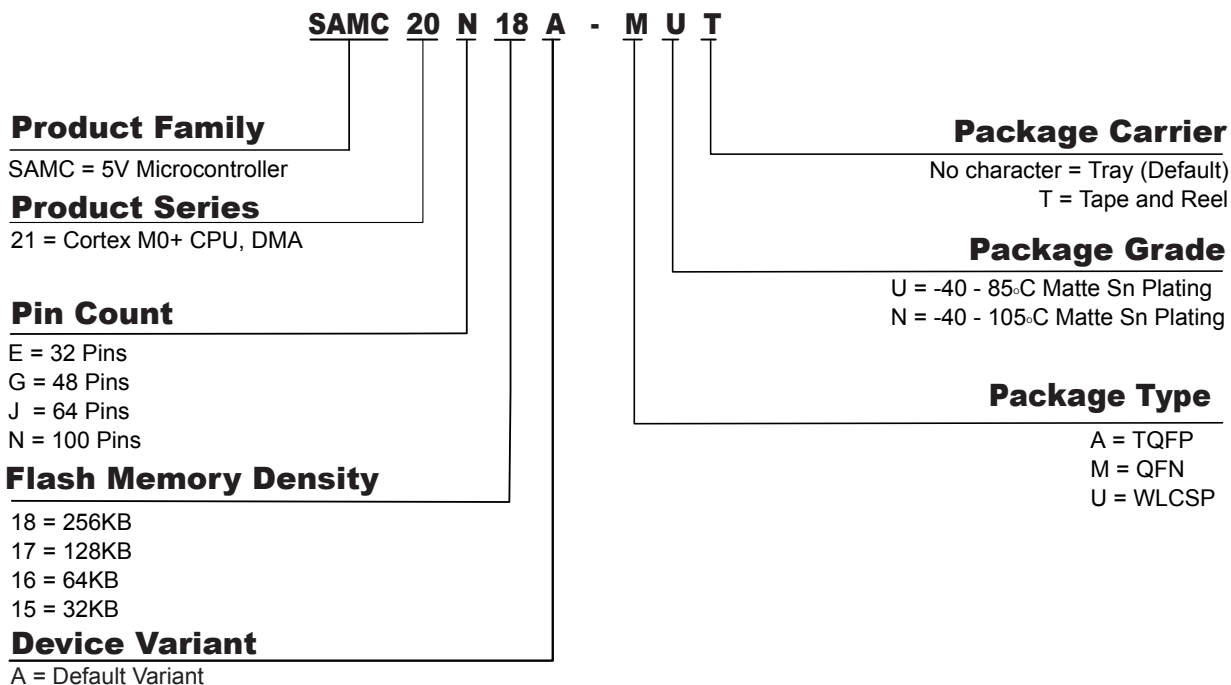 SAMC 20 N 18 A - M U T
Product Family
SAMC = 5V Microcontroller
Product Series
21 = Cortex M0+ CPU, DMA
Pin Count
E = 32 Pins
G = 48 Pins
J = 64 Pins
N = 100 Pins
Flash Memory Density
18 = 256KB
17 = 128KB
16 = 64KB
15 = 32KB
Device Variant
A = Default Variant
Package Carrier
No character = Tray (Default)
T = Tape and Reel
Package Grade
U = -40 - 85°C Matte Sn Plating
N = -40 - 105°C Matte Sn Plating
Package Type
A = TQFP
M = QFN
U = WLCSP